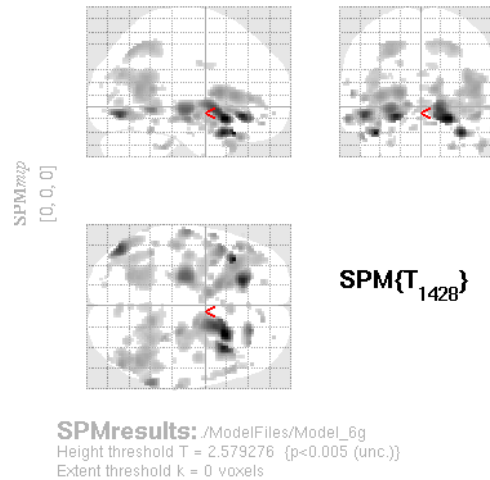 SPMmip
[0, 0, 0]
<
<
<
SPM{T1428}
SPMresults: ./ModelFiles/Model_6g
Height threshold T = 2.579276 {p<0.005 (unc.)}
Extent threshold k = 0 voxels